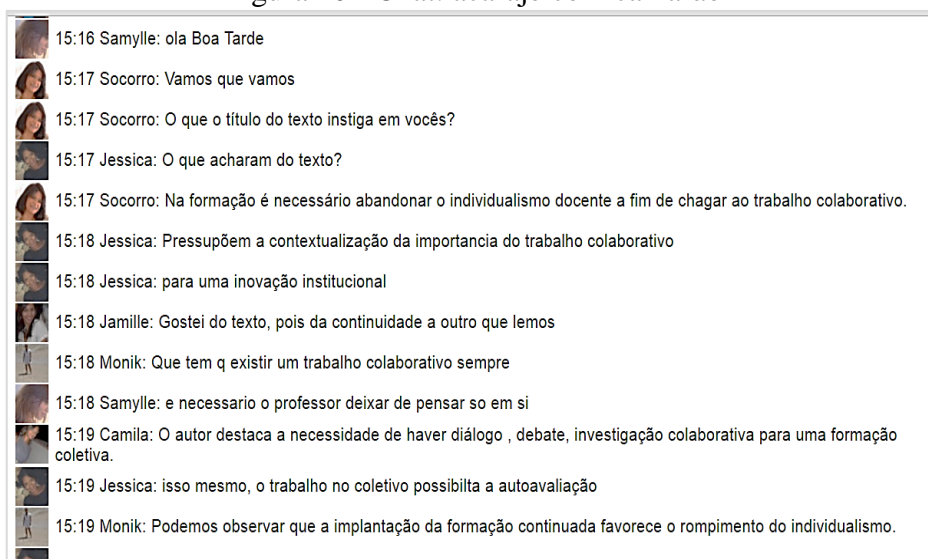 15:16 Samylle: ola Boa Tarde
15:17 Socorro: Vamos que vamos
15:17 Socorro: O que o título do texto instiga em vocês?
15:17 Jessica: O que acharam do texto?
15:17 Socorro: Na formação é necessário abandonar o individualismo docente a fim de chagar ao trabalho colaborativo.
15:18 Jessica: Pressupõem a contextualização da importancia do trabalho colaborativo
15:18 Jessica: para uma inovação institucional
15:18 Jamille: Gostei do texto, pois da continuidade a outro que lemos
15:18 Monik: Que tem q existir um trabalho colaborativo sempre
15:18 Samylle: e necessario o professor deixar de pensar so em si
15:19 Camila: O autor destaca a necessidade de haver diálogo , debate, investigação colaborativa para uma formação
coletiva.
15:19 Jessica: isso mesmo, o trabalho no coletivo possibilta a autoavaliação
15:19 Monik: Podemos observar que a implantação da formação continuada favorece o rompimento do individualismo.